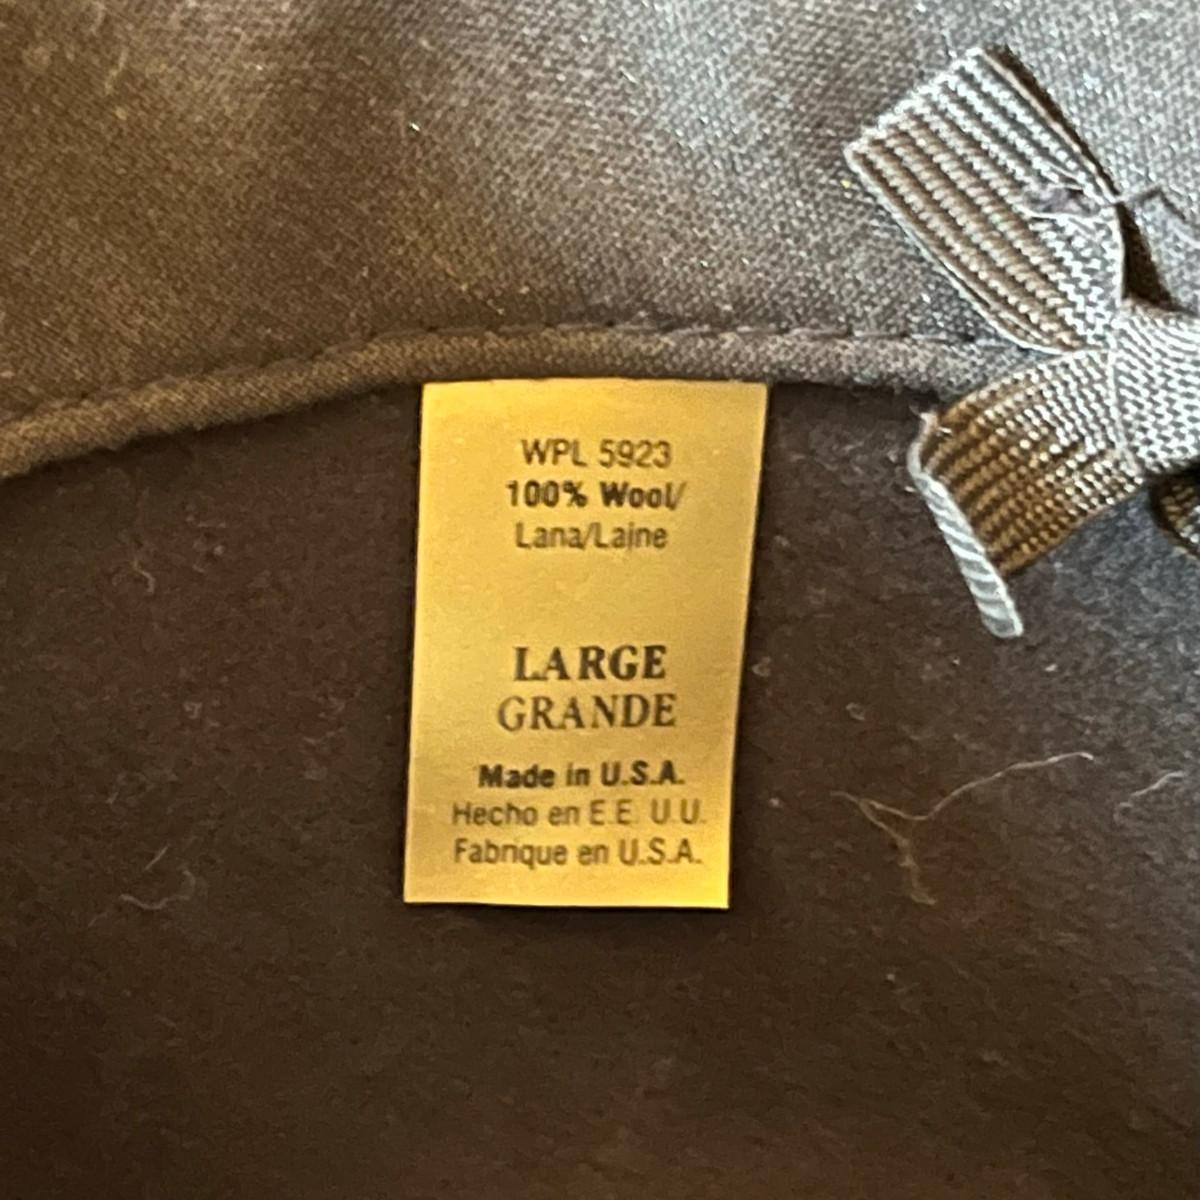 WPL 5923
100% Wool/
Lana/Laine
LARGE
GRANDE
Made in U.S.A.
Hecho en E.E. U.U.
Fabrique en U.S.A.